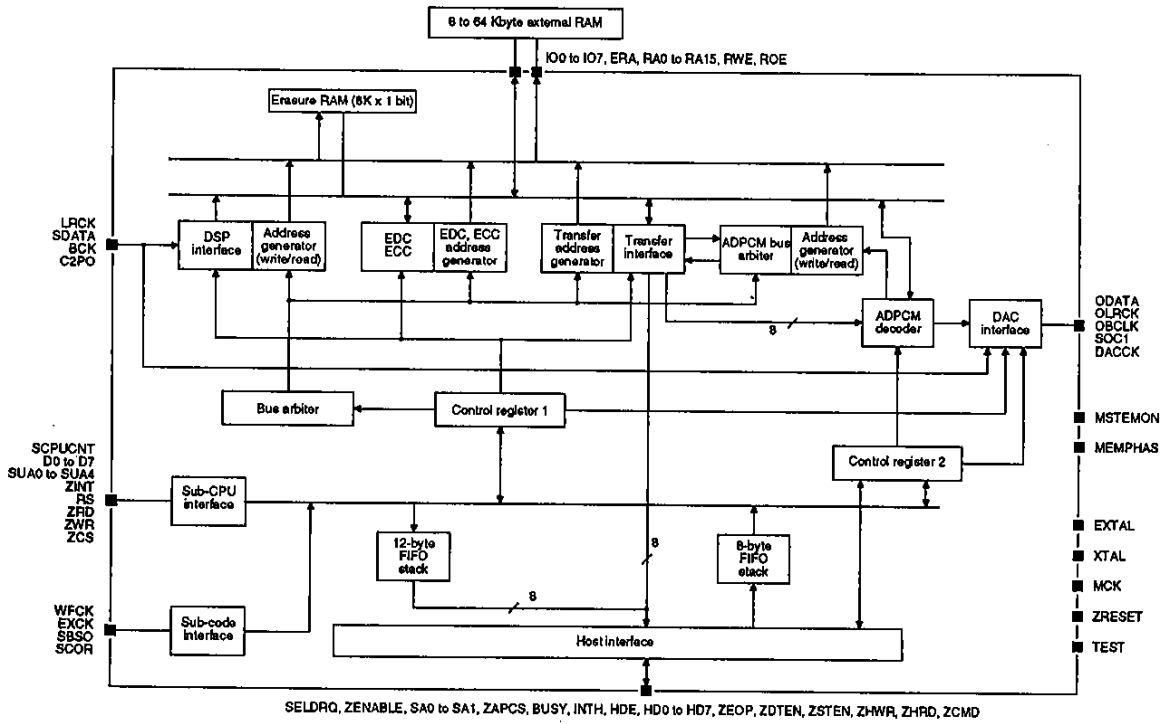 8 to 64 Kbyte external RAM
IO0 to IO7, ERA, RA0 to RA15, RWE, ROE
Erasure RAM (8K x 1 bit)
LRCK
SDATA
BCK
C2PO
DSP
interface
Address
generator
(write/read)
EDC
ECC
EDC, ECC
address
generator
Transfer
address
generator
Transfer
interface
ADPCM bus
arbiter
Address
generator
(write/read)
8
ADPCM
decoder
DAC
interface
ODATA
OLRCK
OBCLK
SOC1
DACCK
Bus arbiter
Control register 1
MSTEMON
MEMPHAS
Control register 2
SCPUCNT
D0 to D7
SUA0 to SUA4
ZINT
RS
ZRD
ZWR
ZCS
Sub-CPU
interface
12-byte
FIFO
stack
8
8
8-byte
FIFO
stack
EXTAL
XTAL
MCK
ZRESET
TEST
WFCK
EXCK
SBSO
SCOR
Sub-code
interface
Host interface
SELDRQ, ZENABLE, SA0 to SA1, ZAPCS, BUSY, INTH, HDE, HD0 to HD7, ZEOP, ZDTEN, ZSTEN, ZHWR, ZHRD, ZCMD